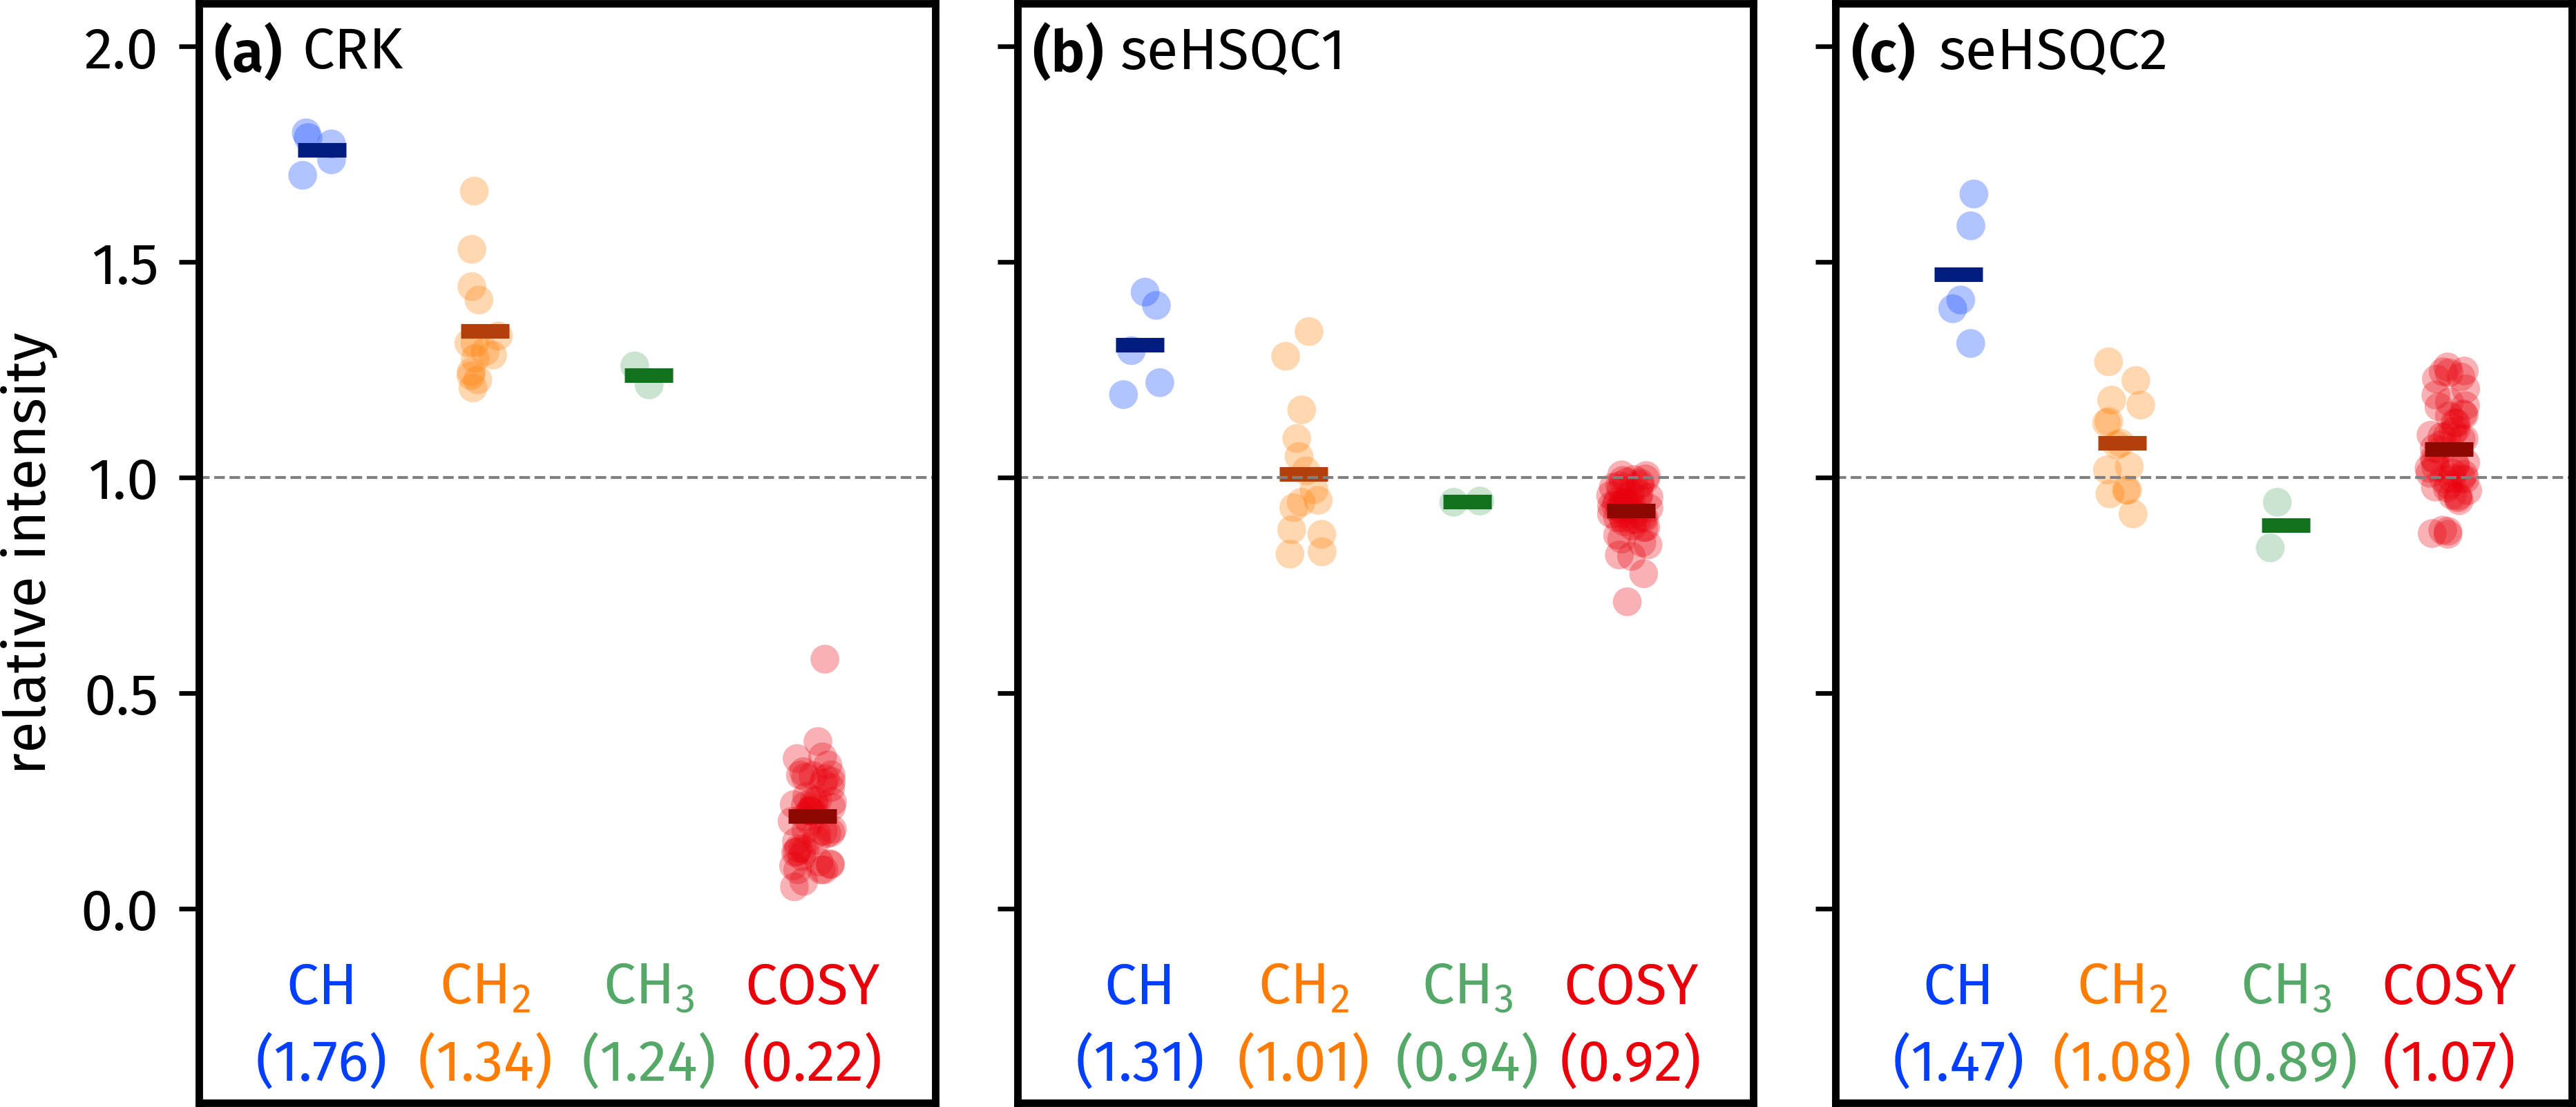 relative intensity
2.0
1.5
1.0
0.5
0.0
(a) CRK
CH CH₂ CH₃ COSY
(1.76) (1.34) (1.24) (0.22)
(b) seHSQC1
CH CH₂ CH₃ COSY
(1.31) (1.01) (0.94) (0.92)
(c) seHSQC2
CH CH₂ CH₃ COSY
(1.47) (1.08) (0.89) (1.07)